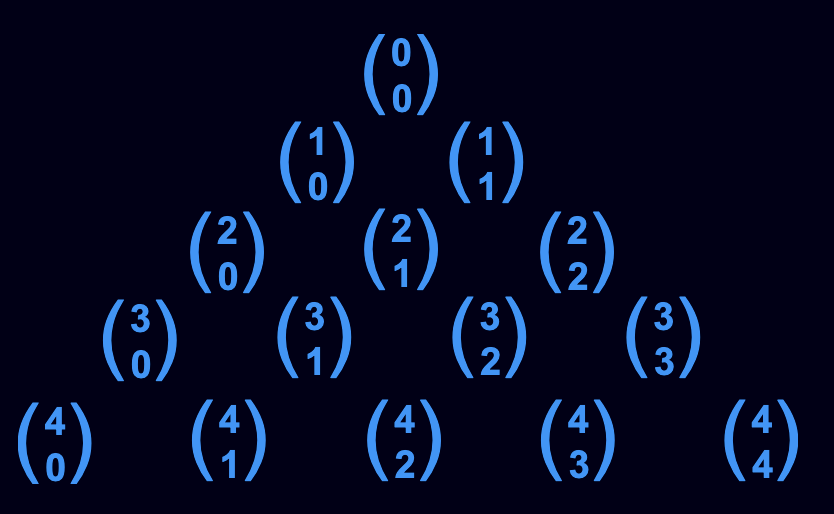 (0 0)
(1 0) (1 1)
(2 0) (2 1) (2 2)
(3 0) (3 1) (3 2) (3 3)
(4 0) (4 1) (4 2) (4 3) (4 4)